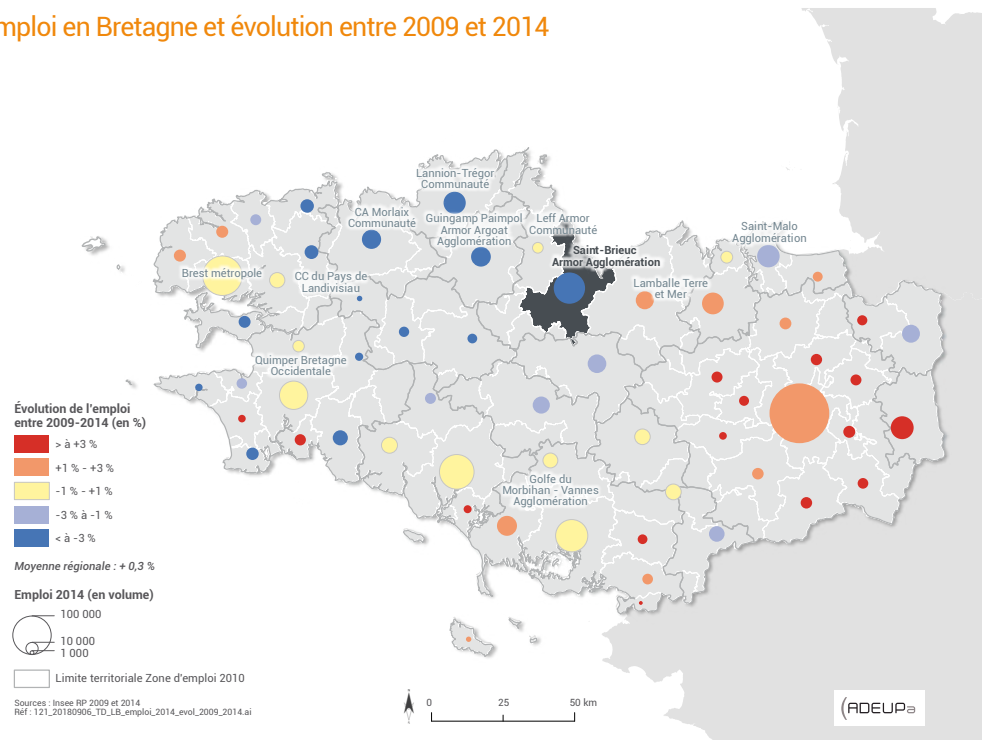 mploi en Bretagne et évolution entre 2009 et 2014
Lannion-Trégor
Communauté
CA Morlaix
Communauté
Guingamp Paimpol
Armor Argoat
Agglomération
Leff Armor
Communauté
Saint-Malo
Agglomération
Saint-Brieuc
Armor Agglomération
Brest métropole
CC du Pays de
Landivisiau
Lamballe Terre
et Mer
Quimper Bretagne
Occidentale
Golfe du
Morbihan - Vannes
Agglomération
Évolution de l'emploi
entre 2009-2014 (en %)
> à +3 %
+1 % - +3 %
-1 % - +1 %
-3 % à -1 %
< à -3 %
Moyenne régionale : + 0,3 %
Emploi 2014 (en volume)
100 000
10 000
1 000
Limite territoriale Zone d'emploi 2010
Sources : Insee RP 2009 et 2014
Réf : 121_20180906_TD_LB_emploi_2014_evol_2009_2014.ai
0 25 50 km
ADEUPa